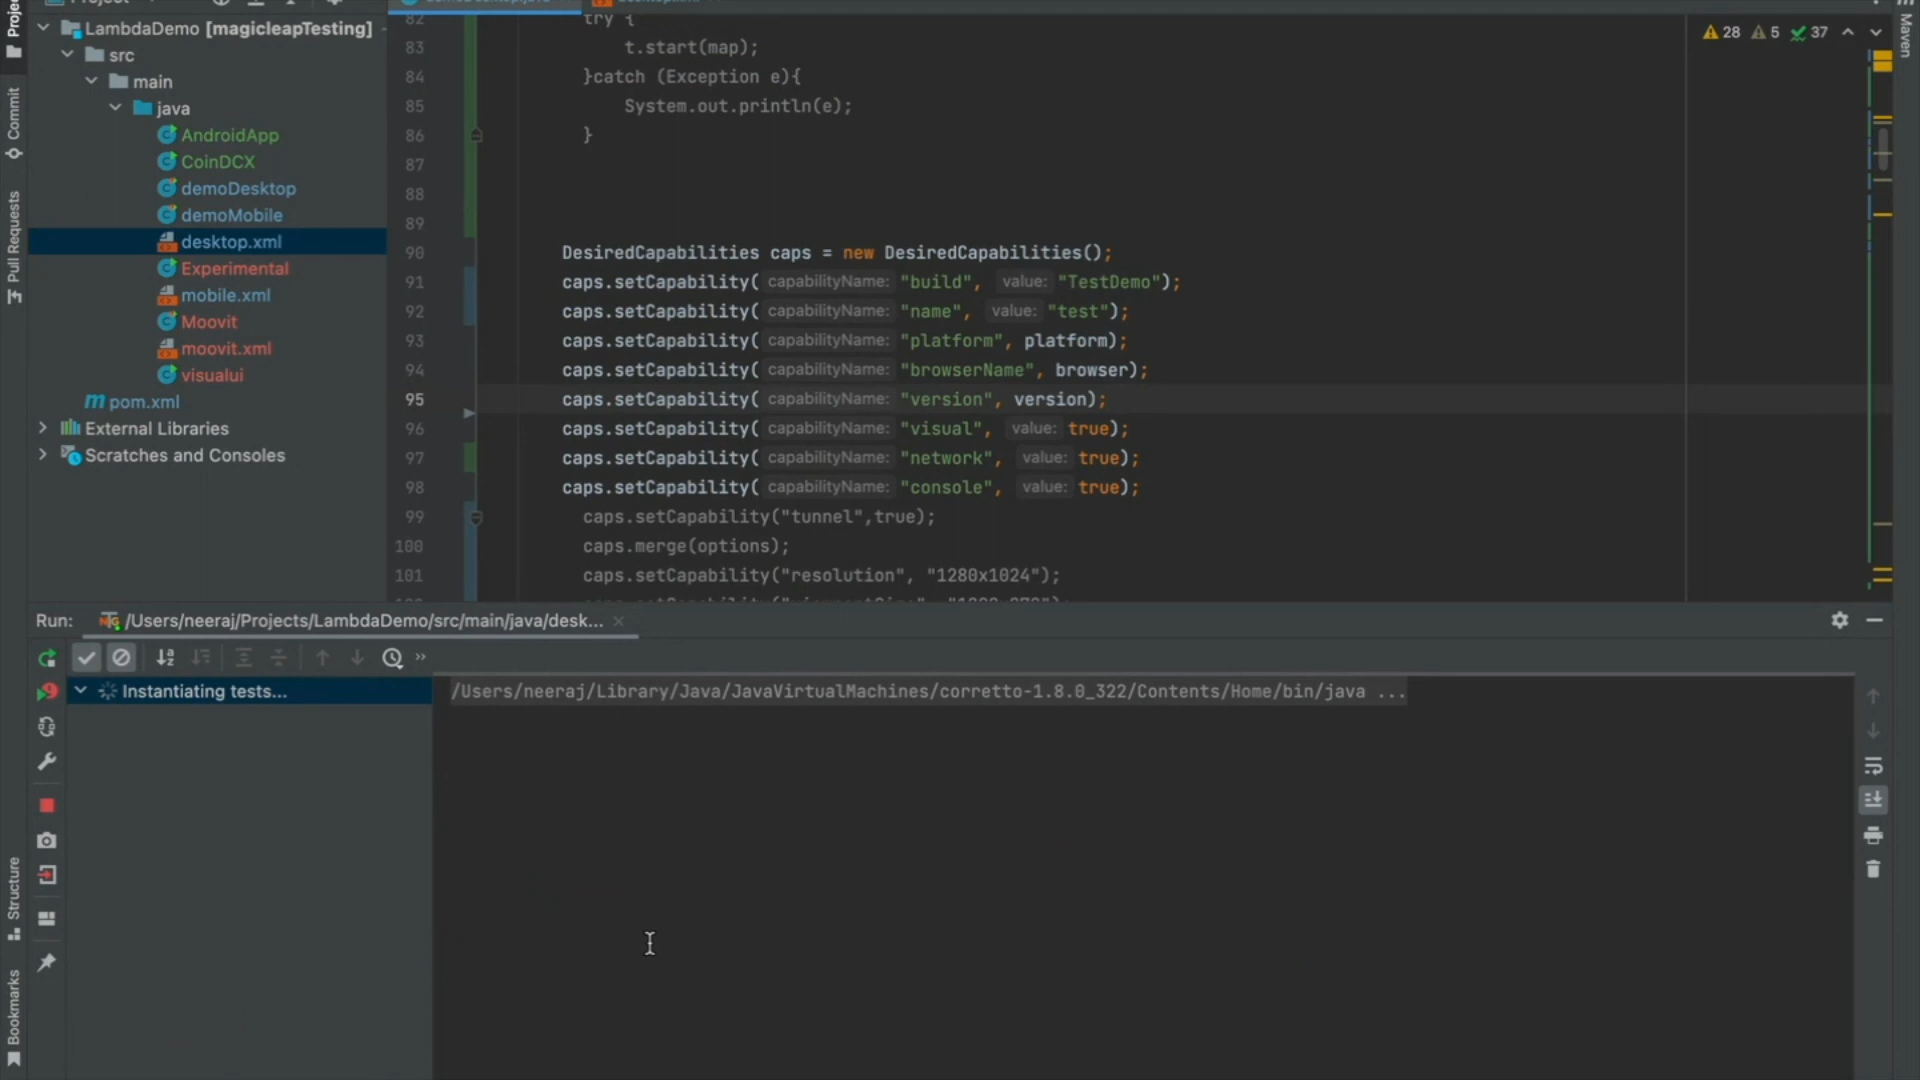 Project
LambdaDemo [magicleapTesting]
src
main
java
AndroidApp
CoinDCX
demoDesktop
demoMobile
desktop.xml
Experimental
mobile.xml
Moovit
moovit.xml
visualui
pom.xml
External Libraries
Scratches and Consoles
Commit
Pull Requests
Structure
Bookmarks
Maven
28 5 37
82 try {
83 t.start(map);
84 }catch (Exception e){
85 System.out.println(e);
86 }
87
88
89
90 DesiredCapabilities caps = new DesiredCapabilities();
91 caps.setCapability( capabilityName: "build", value: "TestDemo");
92 caps.setCapability( capabilityName: "name", value: "test");
93 caps.setCapability( capabilityName: "platform", platform);
94 caps.setCapability( capabilityName: "browserName", browser);
95 caps.setCapability( capabilityName: "version", version);
96 caps.setCapability( capabilityName: "visual", value: true);
97 caps.setCapability( capabilityName: "network", value: true);
98 caps.setCapability( capabilityName: "console", value: true);
99 caps.setCapability("tunnel",true);
100 caps.merge(options);
101 caps.setCapability("resolution", "1280x1024");
Run: /Users/neeraj/Projects/LambdaDemo/src/main/java/desk...
Instantiating tests...
/Users/neeraj/Library/Java/JavaVirtualMachines/corretto-1.8.0_322/Contents/Home/bin/java ...